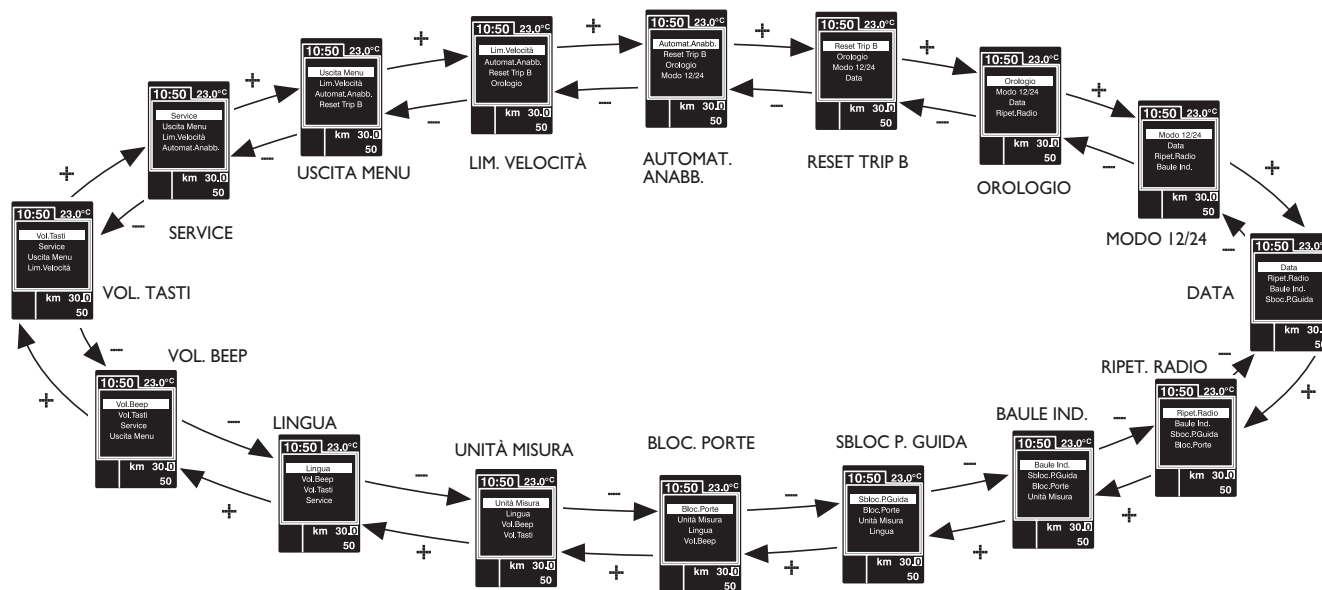 10:50 23.0°C
Service
Uscita Menu
Lim.Velocità
Automat.Anabb.
km 30.0
50
SERVICE
+
–
10:50 23.0°C
Uscita Menu
Lim.Velocità
Automat.Anabb.
Reset Trip B
km 30.0
50
USCITA MENU
+
–
10:50 23.0°C
Lim.Velocità
Automat.Anabb.
Reset Trip B
Orologio
km 30.0
50
LIM. VELOCITÀ
+
–
10:50 23.0°C
Automat.Anabb.
Reset Trip B
Orologio
Modo 12/24
km 30.0
50
AUTOMAT.
ANABB.
+
–
10:50 23.0°C
Reset Trip B
Orologio
Modo 12/24
Data
km 30.0
50
RESET TRIP B
+
–
10:50 23.0°C
Orologio
Modo 12/24
Data
Ripet.Radio
km 30.0
50
OROLOGIO
+
–
10:50 23.0°C
Modo 12/24
Data
Ripet.Radio
Baule Ind.
km 30.0
50
MODO 12/24
+
–
10:50 23.0°
Data
Ripet.Radio
Baule Ind.
Sboc.P.Guida
km 30.0
50
DATA
+
–
10:50 23.0°C
Ripet.Radio
Baule Ind.
Sboc.P.Guida
Bloc.Porte
km 30.0
50
RIPET. RADIO
+
–
10:50 23.0°C
Baule Ind.
Sbloc.P.Guida
Bloc.Porte
Unità Misura
km 30.0
50
BAULE IND.
+
–
10:50 23.0°C
Sbloc.P.Guida
Bloc.Porte
Unità Misura
Lingua
km 30.0
50
SBLOC P. GUIDA
+
–
10:50 23.0°C
Bloc.Porte
Unità Misura
Lingua
Vol.Beep
km 30.0
50
BLOC. PORTE
+
–
10:50 23.0°C
Unità Misura
Lingua
Vol.Beep
Vol.Tasti
km 30.0
50
UNITÀ MISURA
+
–
10:50 23.0°C
Lingua
Vol.Beep
Vol.Tasti
Service
km 30.0
50
LINGUA
+
–
10:50 23.0°C
Vol.Beep
Vol.Tasti
Service
Uscita Menu
km 30.0
50
VOL. BEEP
+
–
10:50 23.0°C
Vol.Tasti
Service
Uscita Menu
Lim.Velocità
km 30.0
50
VOL. TASTI
+
–